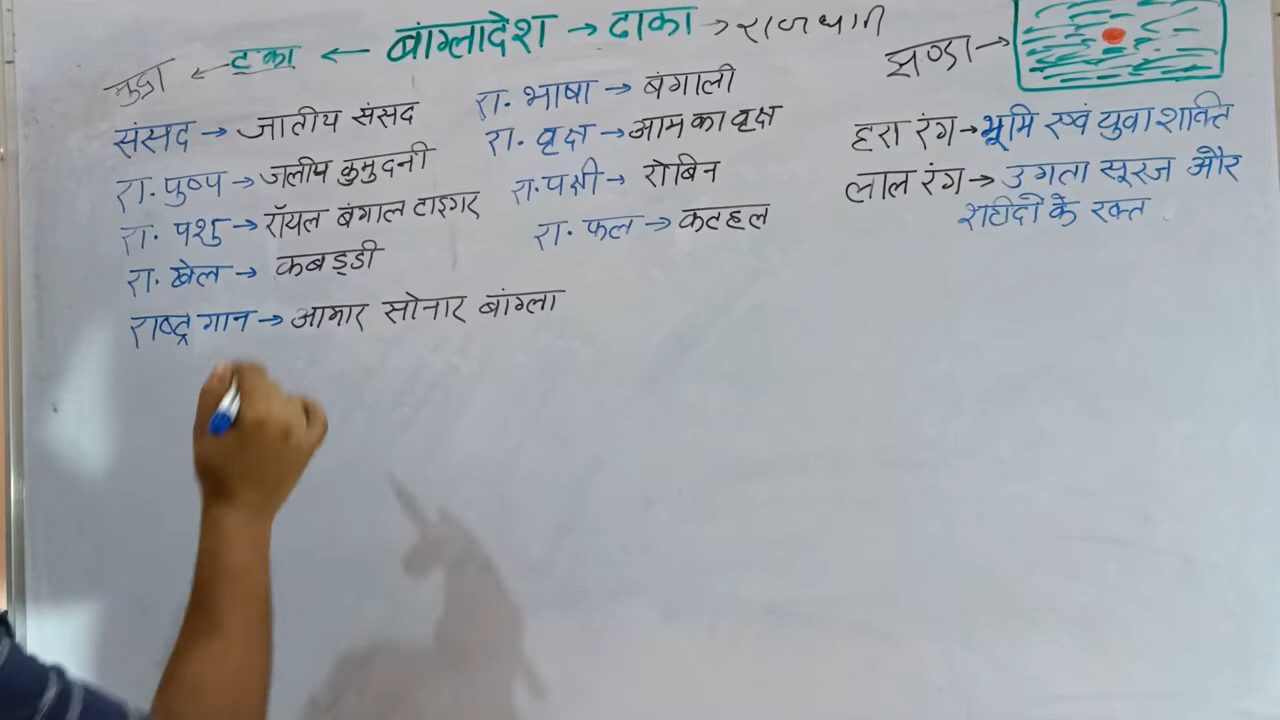 मुद्रा ← टका ← बांग्लादेश → ढाका → राजधानी
झण्डा →
संसद → जातीय संसद
रा. पुष्प → जलीय कुमुदनी
रा. पशु → रॉयल बंगाल टाइगर
रा. खेल → कबड्डी
राष्ट्र गान → आमार सोनार बांग्ला
रा. भाषा → बंगाली
रा. वृक्ष → आम का वृक्ष
रा. पक्षी → रोबिन
रा. फल → कटहल
हरा रंग → भूमि एवं युवा शक्ति
लाल रंग → उगता सूरज और
शहीदों के रक्त